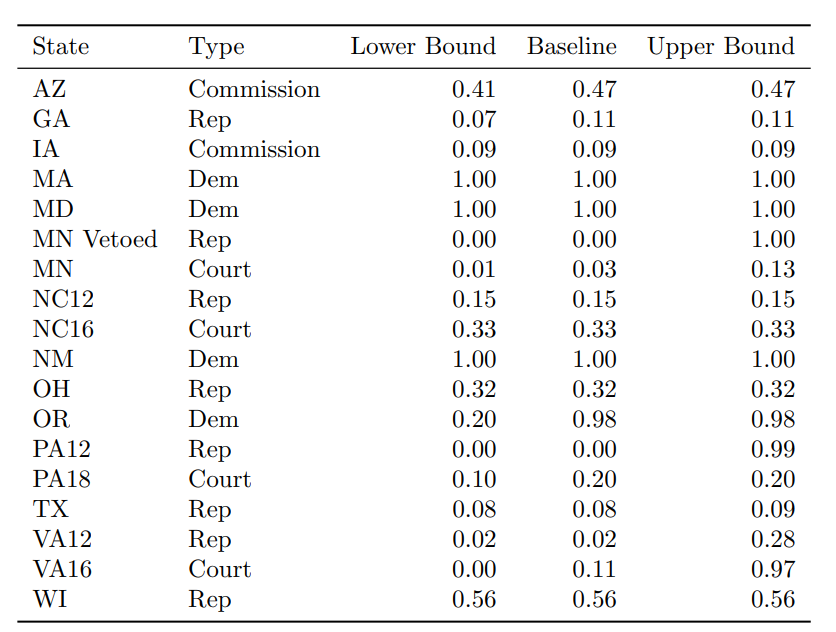 State Type Lower Bound Baseline Upper Bound
AZ Commission 0.41 0.47 0.47
GA Rep 0.07 0.11 0.11
IA Commission 0.09 0.09 0.09
MA Dem 1.00 1.00 1.00
MD Dem 1.00 1.00 1.00
MN Vetoed Rep 0.00 0.00 1.00
MN Court 0.01 0.03 0.13
NC12 Rep 0.15 0.15 0.15
NC16 Court 0.33 0.33 0.33
NM Dem 1.00 1.00 1.00
OH Rep 0.32 0.32 0.32
OR Dem 0.20 0.98 0.98
PA12 Rep 0.00 0.00 0.99
PA18 Court 0.10 0.20 0.20
TX Rep 0.08 0.08 0.09
VA12 Rep 0.02 0.02 0.28
VA16 Court 0.00 0.11 0.97
WI Rep 0.56 0.56 0.56